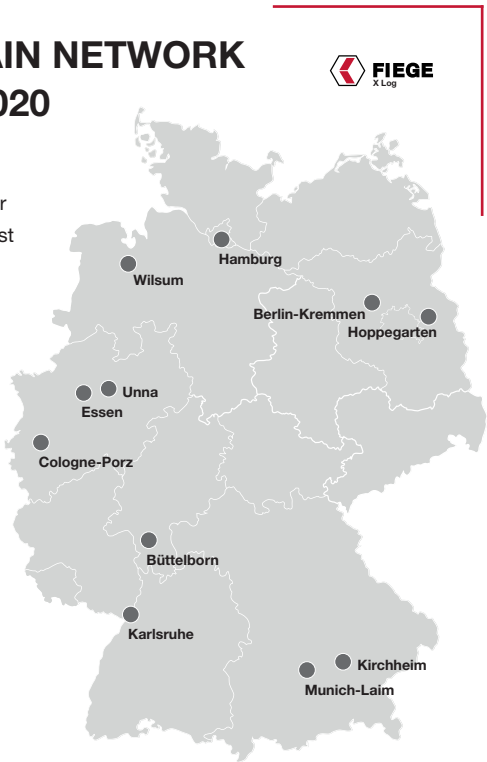 AIN NETWORK
020
FIEGE
X Log
r
st
Hamburg
Wilsum
Berlin-Kremmen
Hoppegarten
Unna
Essen
Cologne-Porz
Büttelborn
Karlsruhe
Kirchheim
Munich-Laim